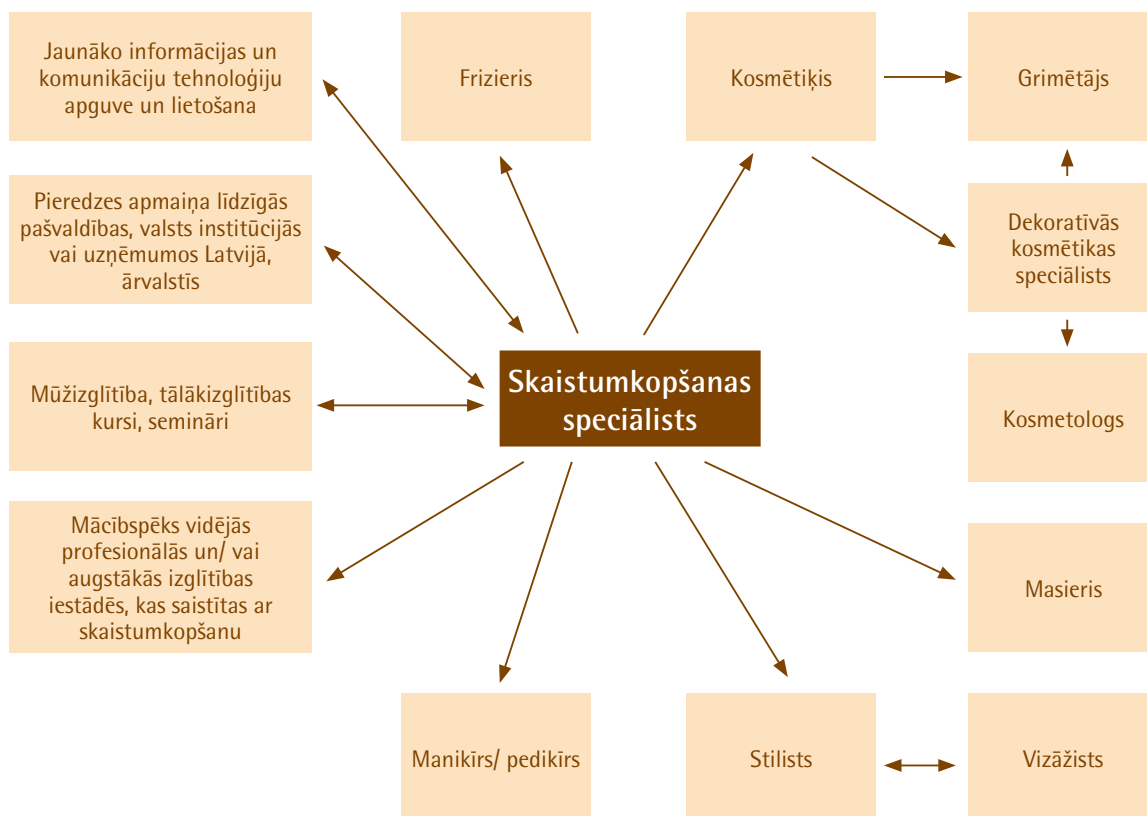 Jaunāko informācijas un
komunikāciju tehnoloģiju
apguve un lietošana
Frizieris
Kosmētiķis
Grimētājs
Pieredzes apmaiņa līdzīgās
pašvaldības, valsts institūcijās
vai uzņēmumos Latvijā,
ārvalstīs
Dekoratīvās
kosmētikas
speciālists
Mūžizglītība, tālākizglītības
kursi, semināri
Skaistumkopšanas
speciālists
Kosmetologs
Mācībspēks vidējās
profesionālās un/ vai
augstākās izglītības
iestādēs, kas saistītas ar
skaistumkopšanu
Masieris
Manikīrs/ pedikīrs
Stilists
Vizāžists